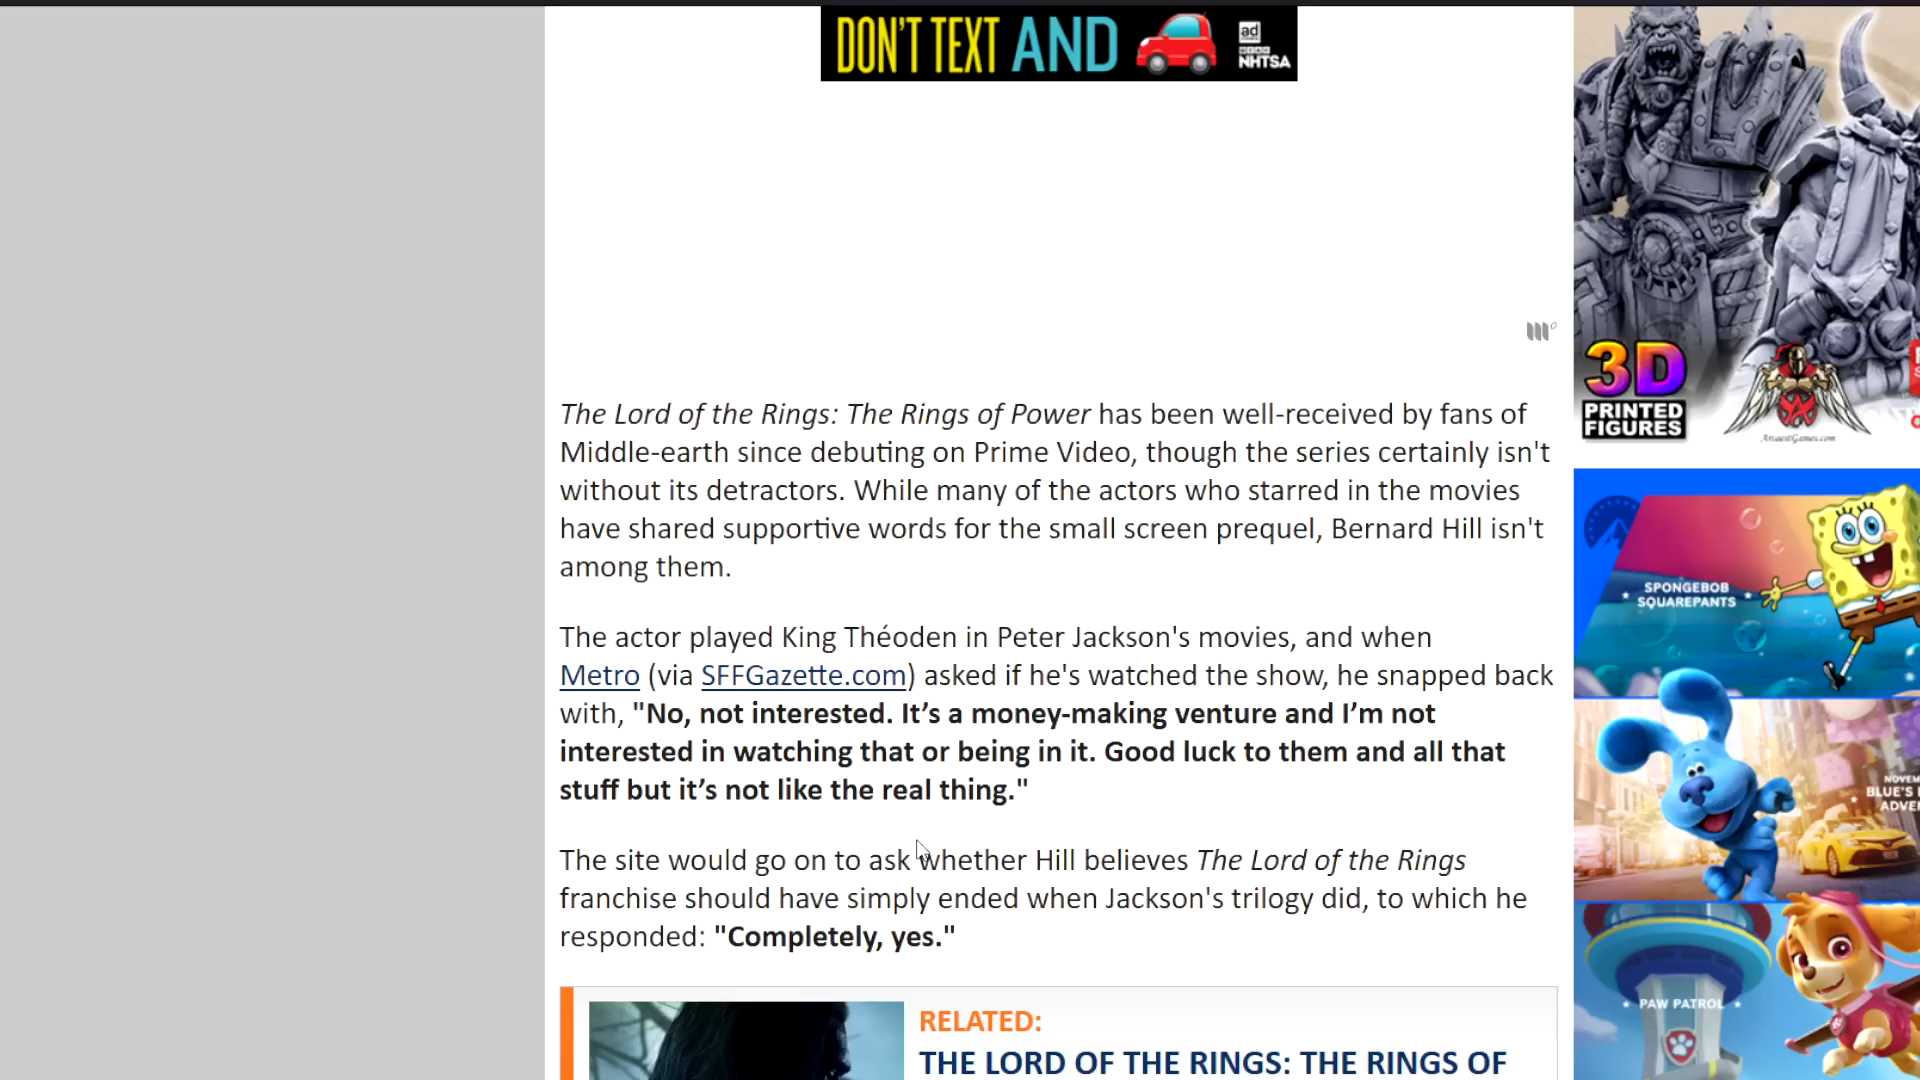 DON'T TEXT AND
ad
NHTSA
The Lord of the Rings: The Rings of Power has been well-received by fans of
Middle-earth since debuting on Prime Video, though the series certainly isn't
without its detractors. While many of the actors who starred in the movies
have shared supportive words for the small screen prequel, Bernard Hill isn't
among them.
The actor played King Théoden in Peter Jackson's movies, and when
Metro (via SFFGazette.com) asked if he's watched the show, he snapped back
with, "No, not interested. It’s a money-making venture and I’m not
interested in watching that or being in it. Good luck to them and all that
stuff but it’s not like the real thing."
The site would go on to ask whether Hill believes The Lord of the Rings
franchise should have simply ended when Jackson's trilogy did, to which he
responded: "Completely, yes."
RELATED:
THE LORD OF THE RINGS: THE RINGS OF
3D
PRINTED
FIGURES
SPONGEBOB
SQUAREPANTS
BLUE'S
PAW PATROL